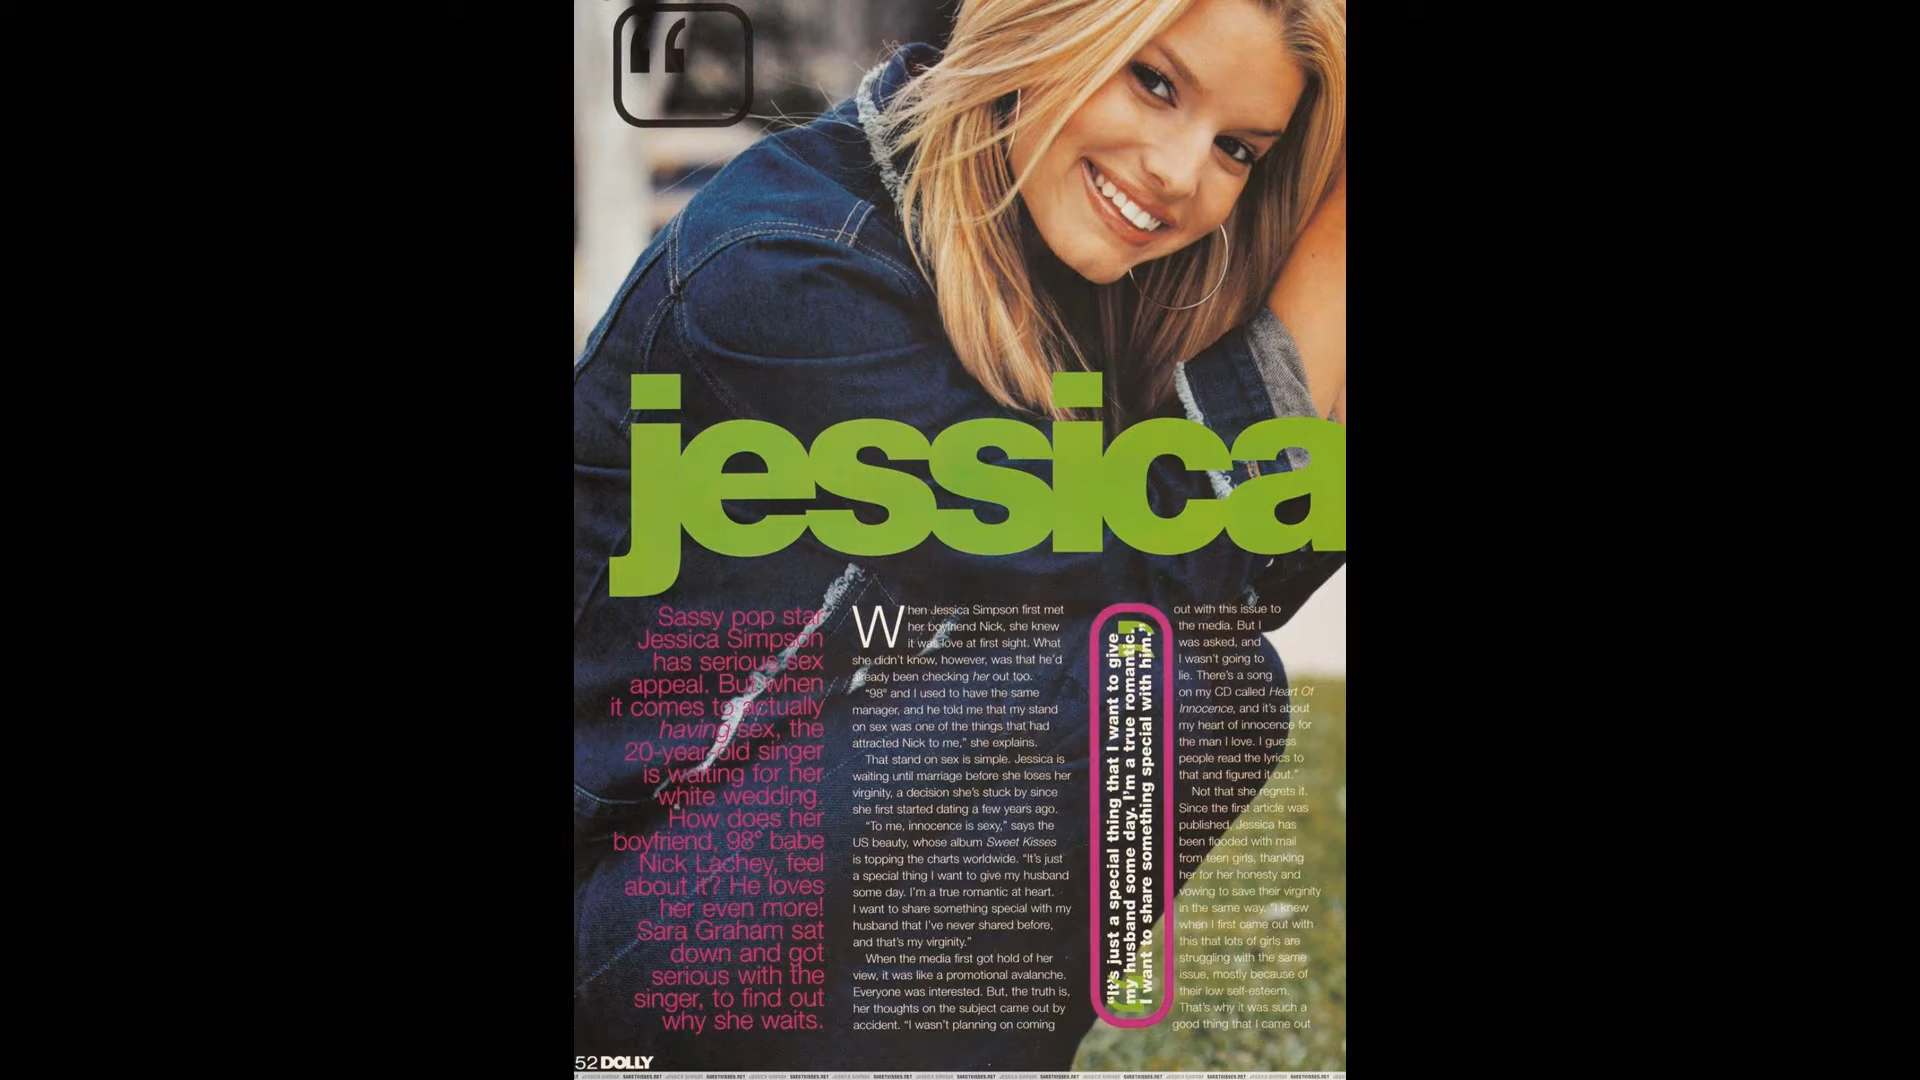 “
jessica
Sassy pop star
Jessica Simpson
has serious sex
appeal. But when
it comes to actually
having sex, the
20-year-old singer
is waiting for her
white wedding.
How does her
boyfriend, 98° babe
Nick Lachey, feel
about it? He loves
her even more!
Sara Graham sat
down and got
serious with the
singer, to find out
why she waits.
When Jessica Simpson first met
her boyfriend Nick, she knew
it was love at first sight. What
she didn’t know, however, was that he’d
already been checking her out too.
“98° and I used to have the same
manager, and he told me that my stand
on sex was one of the things that had
attracted Nick to me,” she explains.
That stand on sex is simple. Jessica is
waiting until marriage before she loses her
virginity, a decision she’s stuck by since
she first started dating a few years ago.
“To me, innocence is sexy,” says the
US beauty, whose album Sweet Kisses
is topping the charts worldwide. “It’s just
a special thing I want to give my husband
some day. I’m a true romantic at heart.
I want to share something special with my
husband that I’ve never shared before,
and that’s my virginity.”
When the media first got hold of her
view, it was like a promotional avalanche.
Everyone was interested. But, the truth is,
her thoughts on the subject came out by
accident. “I wasn’t planning on coming
“It’s just a special thing that I want to give
my husband some day. I’m a true romantic.
I want to share something special with him.”
out with this issue to
the media. But I
was asked, and
I wasn’t going to
lie. There’s a song
on my CD called Heart Of
Innocence, and it’s about
my heart of innocence for
the man I love. I guess
people read the lyrics to
that and figured it out.”
Not that she regrets it.
Since the first article was
published, Jessica has
been flooded with mail
from teen girls, thanking
her for her honesty and
vowing to save their virginity
in the same way. “I knew
when I first came out with
this that lots of girls are
struggling with the same
issue, mostly because of
their low self-esteem.
That’s why it was such a
good thing that I came out
52 DOLLY